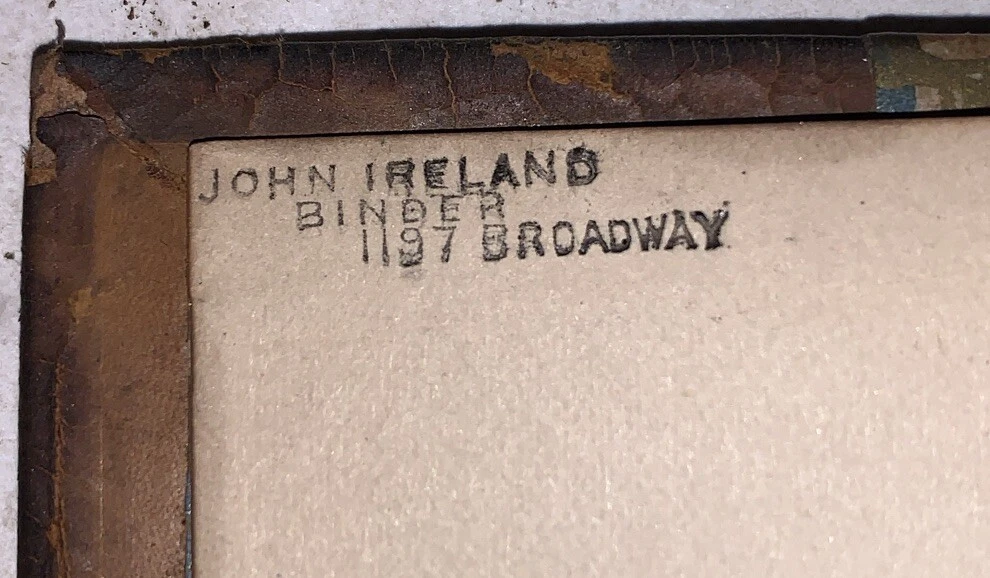 JOHN IRELAND
BINDER
1197 BROADWAY